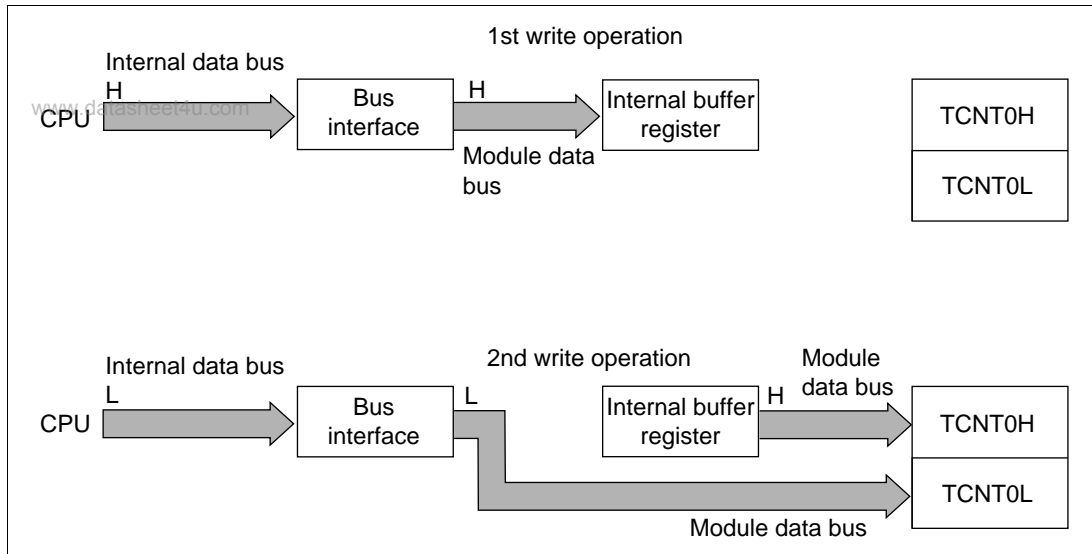 1st write operation
Internal data bus
H
www.datasheet4u.com
CPU
Bus
interface
H
Module data
bus
Internal buffer
register
TCNT0H
TCNT0L
2nd write operation
Internal data bus
L
CPU
Bus
interface
L
Internal buffer
register
H
Module
data bus
TCNT0H
TCNT0L
Module data bus